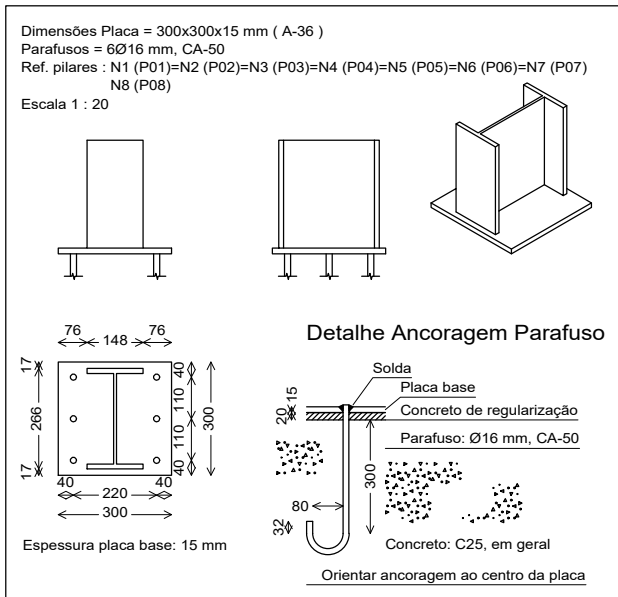 Dimensões Placa = 300x300x15 mm ( A-36 )
Parafusos = 6Ø16 mm, CA-50
Ref. pilares : N1 (P01)=N2 (P02)=N3 (P03)=N4 (P04)=N5 (P05)=N6 (P06)=N7 (P07)
N8 (P08)
Escala 1 : 20
76 148 76
17
266
17
40
110
110
40
300
40 220 40
300
Espessura placa base: 15 mm
Detalhe Ancoragem Parafuso
Solda
15
Placa base
20
Concreto de regularização
Parafuso: Ø16 mm, CA-50
300
80
32
Concreto: C25, em geral
Orientar ancoragem ao centro da placa